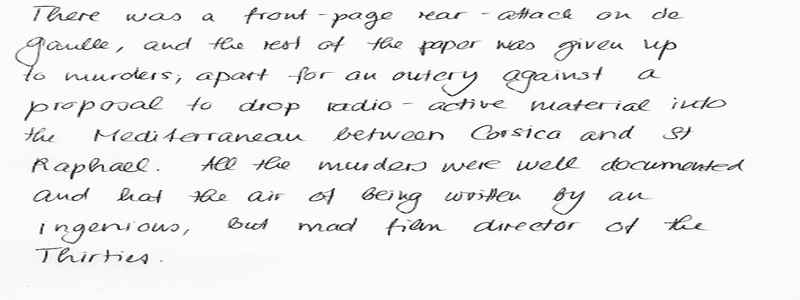 There was a front-page rear-attack on de
Gaulle, and the rest of the paper was given up
to murders; apart for an outcry against a
proposal to drop radio-active material into
the Mediterranean between Corsica and St
Raphael. All the murders were well documented
and hat the air of being written by an
ingenious, but mad film director of the
Thirties.